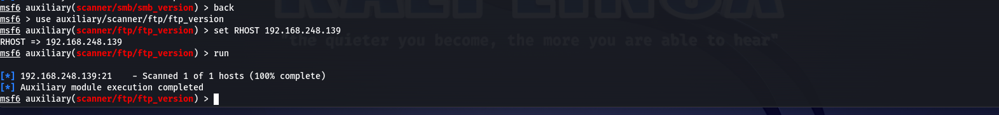 msf6 auxiliary(scanner/smb/smb_version) > back
msf6 > use auxiliary/scanner/ftp/ftp_version
msf6 auxiliary(scanner/ftp/ftp_version) > set RHOST 192.168.248.139
RHOST => 192.168.248.139
"the quieter you become, the more you are able to hear"
msf6 auxiliary(scanner/ftp/ftp_version) > run
[*] 192.168.248.139:21    - Scanned 1 of 1 hosts (100% complete)
[*] Auxiliary module execution completed
msf6 auxiliary(scanner/ftp/ftp_version) >